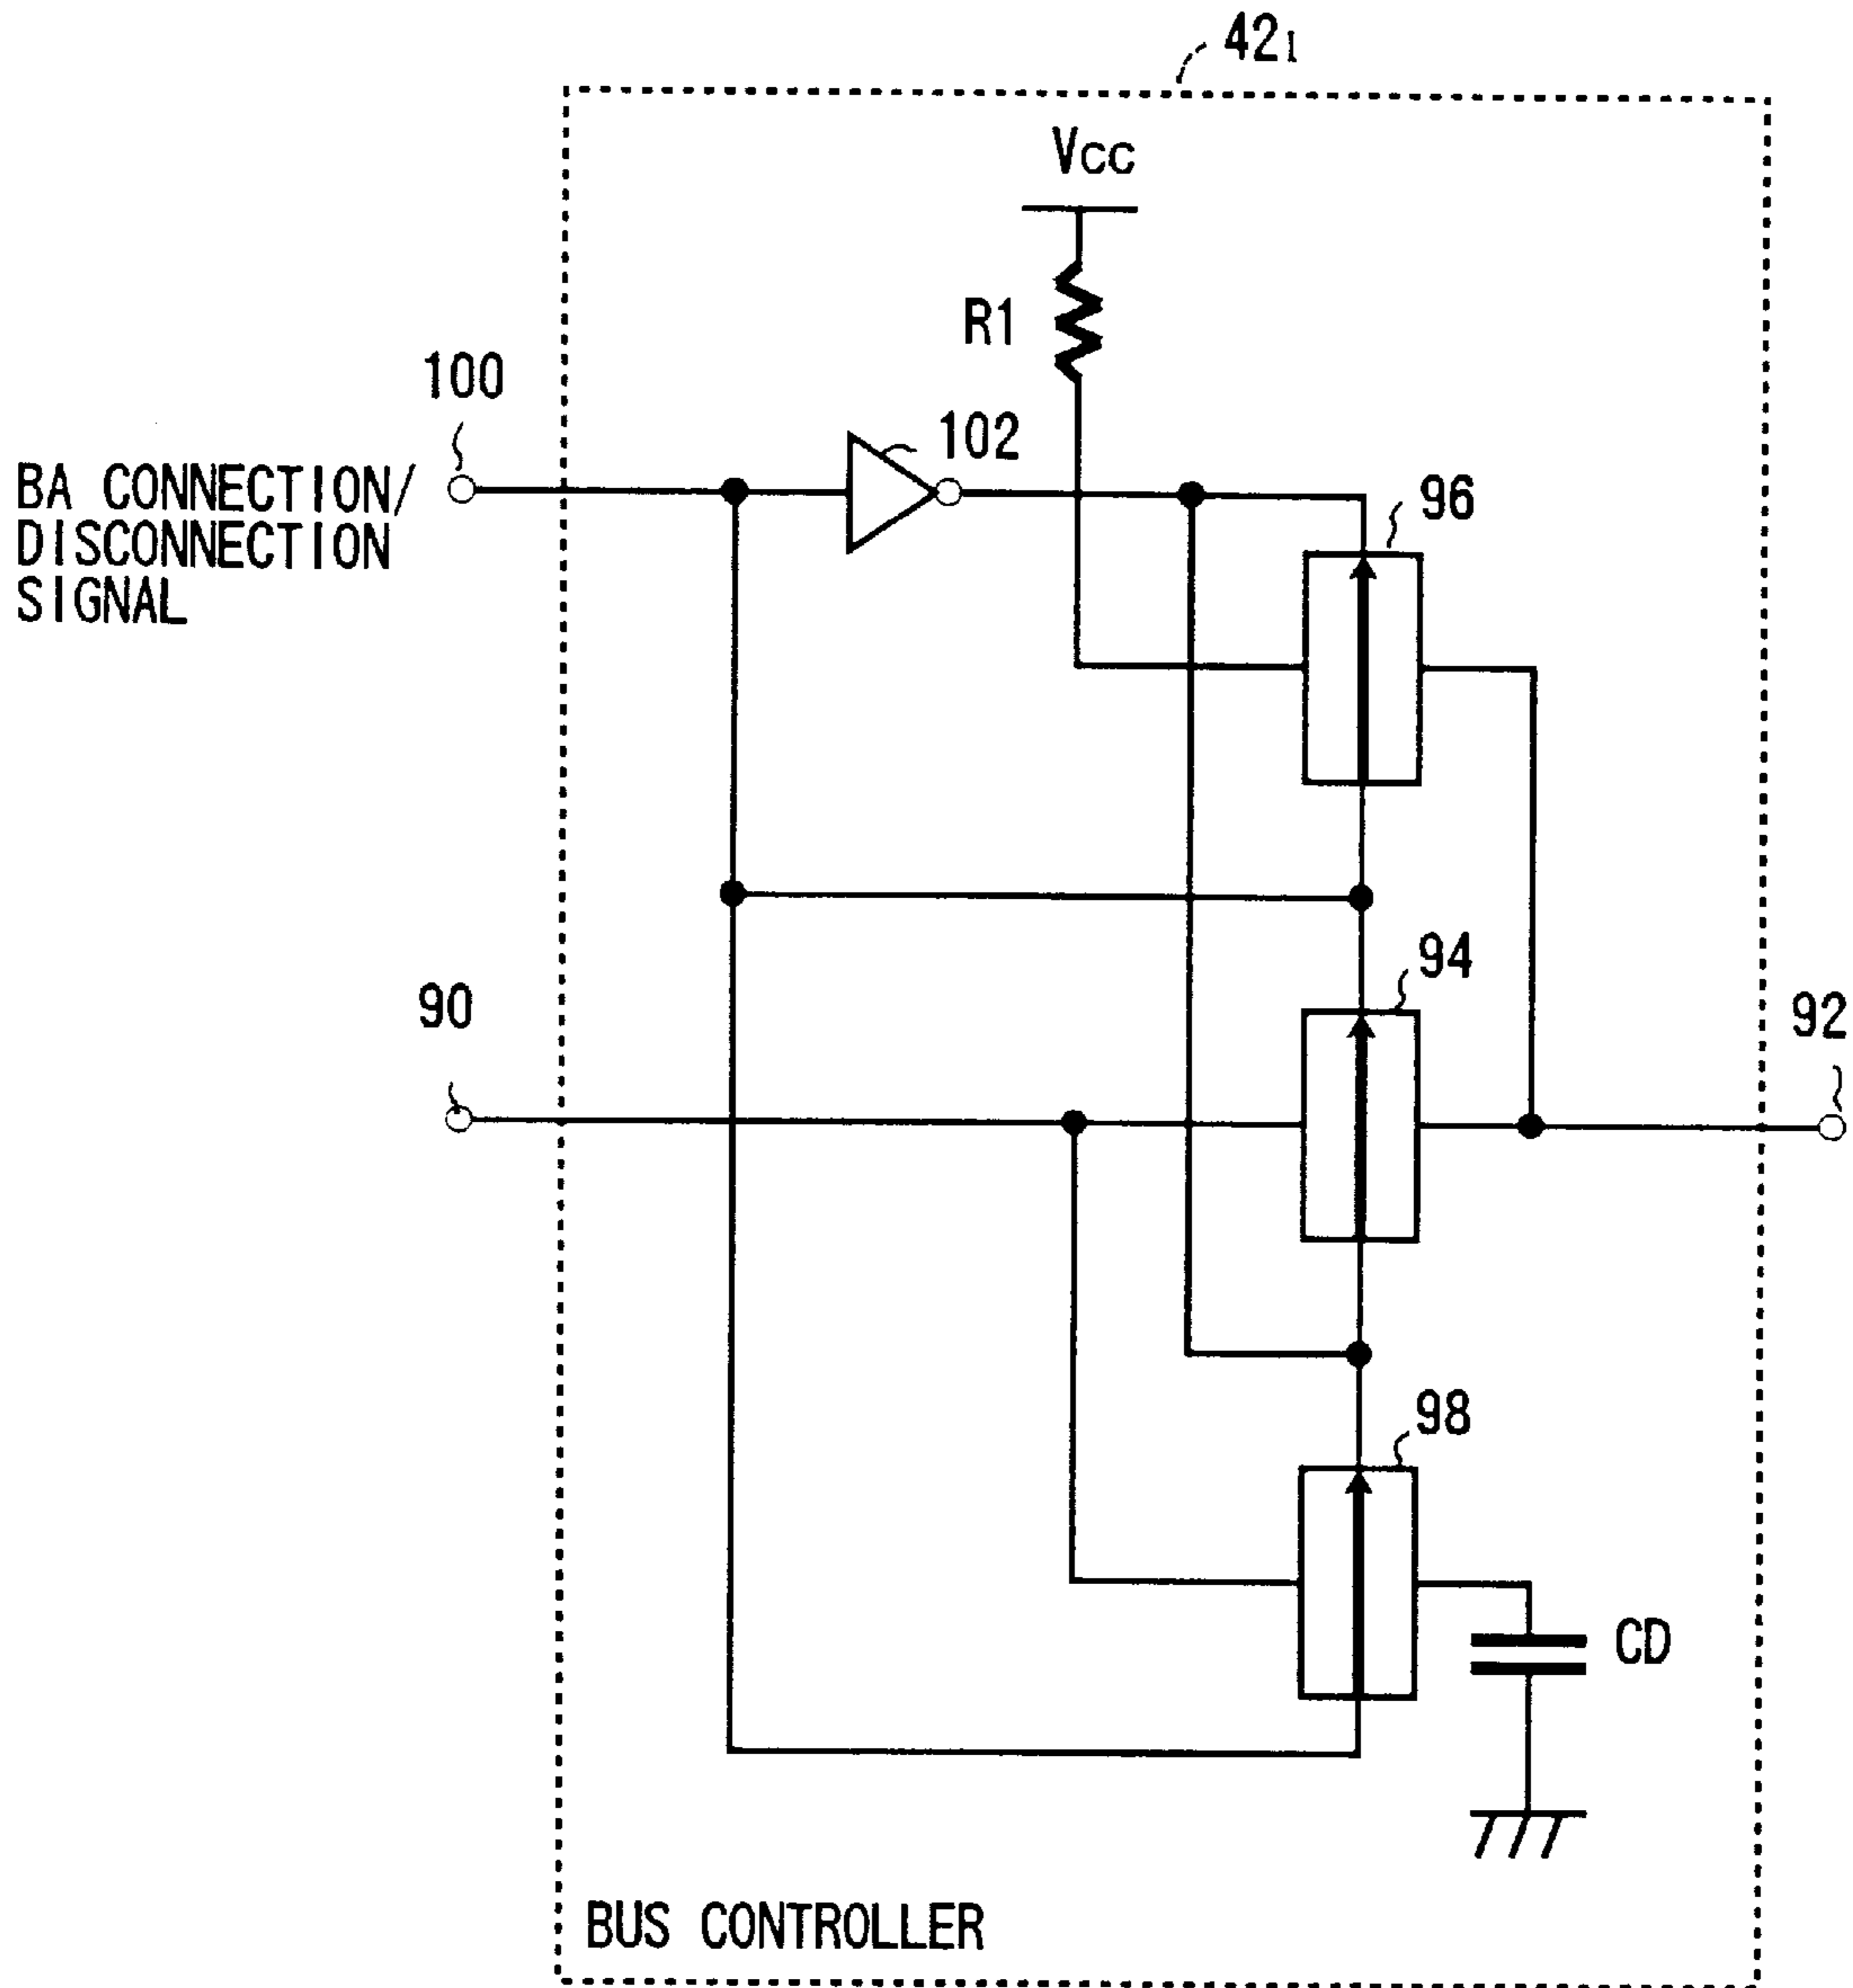 42₁
Vcc
R1
100
102
BA CONNECTION/
DISCONNECTION
SIGNAL
96
94
90
92
98
CD
BUS CONTROLLER